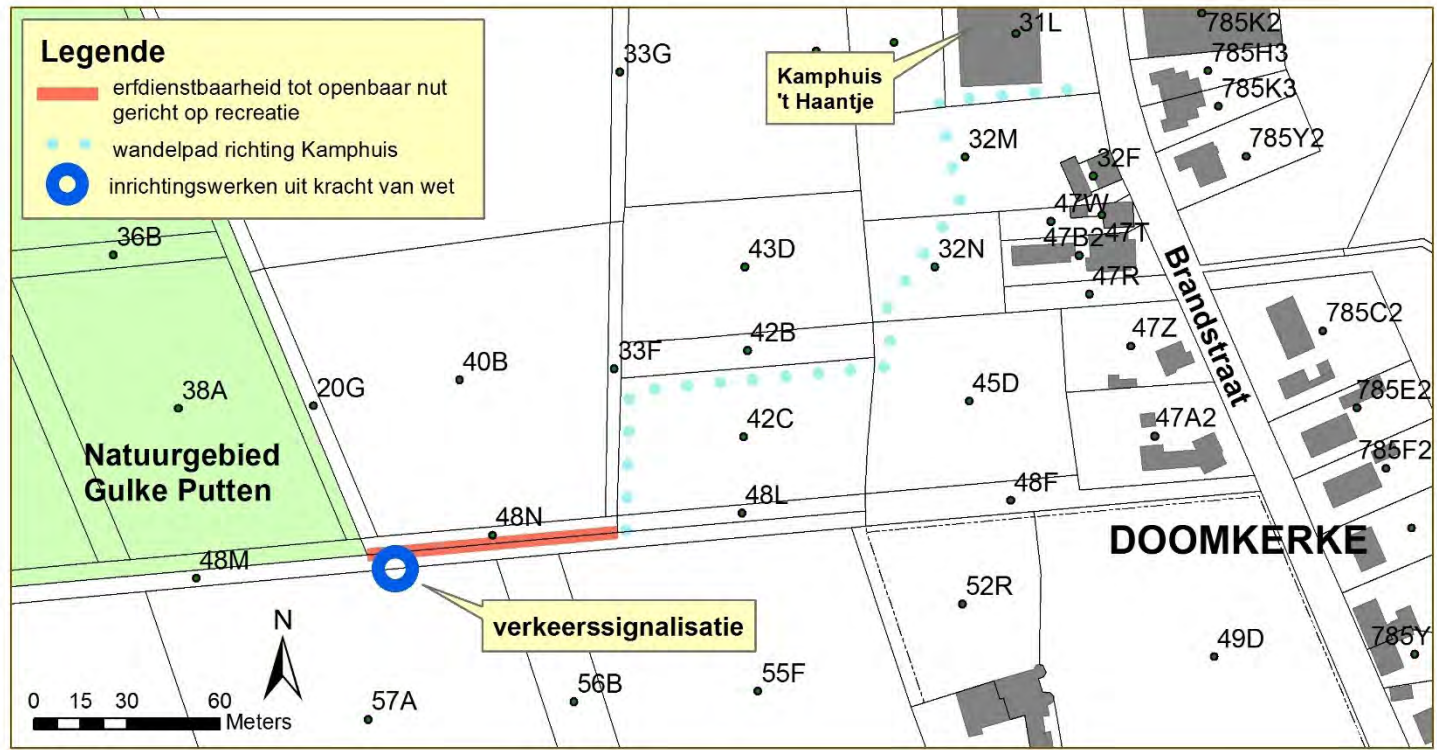 Legende
erfdienstbaarheid tot openbaar nut
gericht op recreatie
wandelpad richting Kamphuis
inrichtingswerken uit kracht van wet
Kamphuis
't Haantje
31L
785K2
33G
785H3
785K3
32M
785Y2
32F
47W
47T
36B
43D
32N
47B2
47R
Brandstraat
785C2
42B
47Z
33F
40B
38A
20G
45D
785E2
42C
47A2
Natuurgebied
Gulke Putten
785F2
48L
48F
48N
DOOMKERKE
48M
52R
N
verkeerssignalisatie
49D
785Y
55F
56B
57A
0 15 30 60
Meters